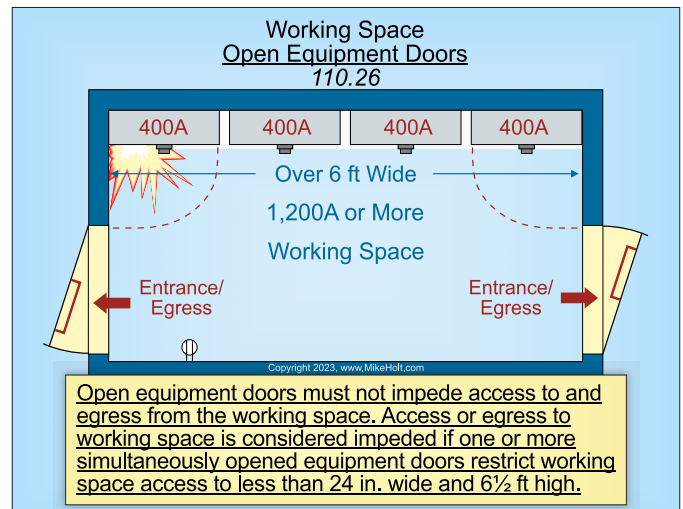 Working Space
Open Equipment Doors
110.26
400A
400A
400A
400A
Over 6 ft Wide
1,200A or More
Working Space
Entrance/
Egress
Entrance/
Egress
Copyright 2023, www,MikeHolt,com
Open equipment doors must not impede access to and
egress from the working space. Access or egress to
working space is considered impeded if one or more
simultaneously opened equipment doors restrict working
space access to less than 24 in. wide and 6½ ft high.